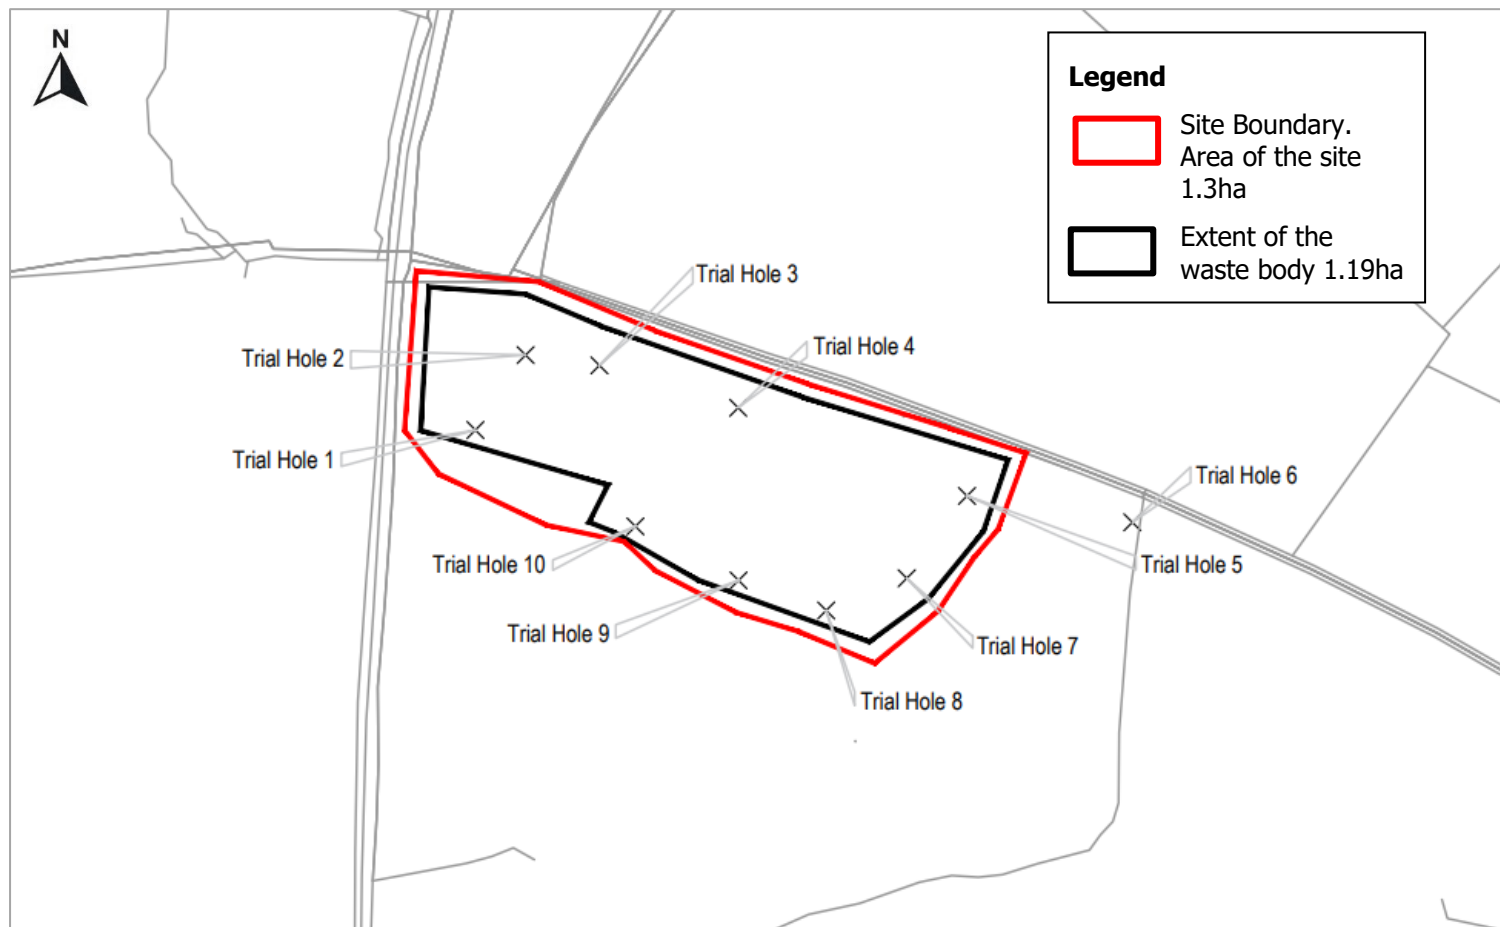 N
Legend
Site Boundary.
Area of the site
1.3ha
Extent of the
waste body 1.19ha
Trial Hole 3
Trial Hole 4
Trial Hole 2
Trial Hole 1
Trial Hole 6
Trial Hole 10
Trial Hole 5
Trial Hole 9
Trial Hole 7
Trial Hole 8